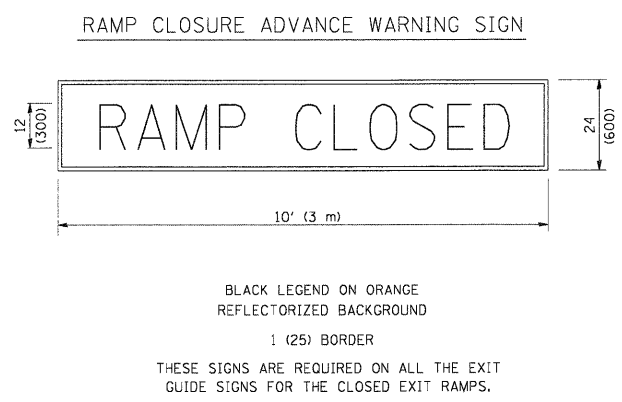 RAMP CLOSURE ADVANCE WARNING SIGN
12
(300)
RAMP CLOSED
24
(600)
10' (3 m)
BLACK LEGEND ON ORANGE
REFLECTORIZED BACKGROUND
1 (25) BORDER
THESE SIGNS ARE REQUIRED ON ALL THE EXIT
GUIDE SIGNS FOR THE CLOSED EXIT RAMPS.